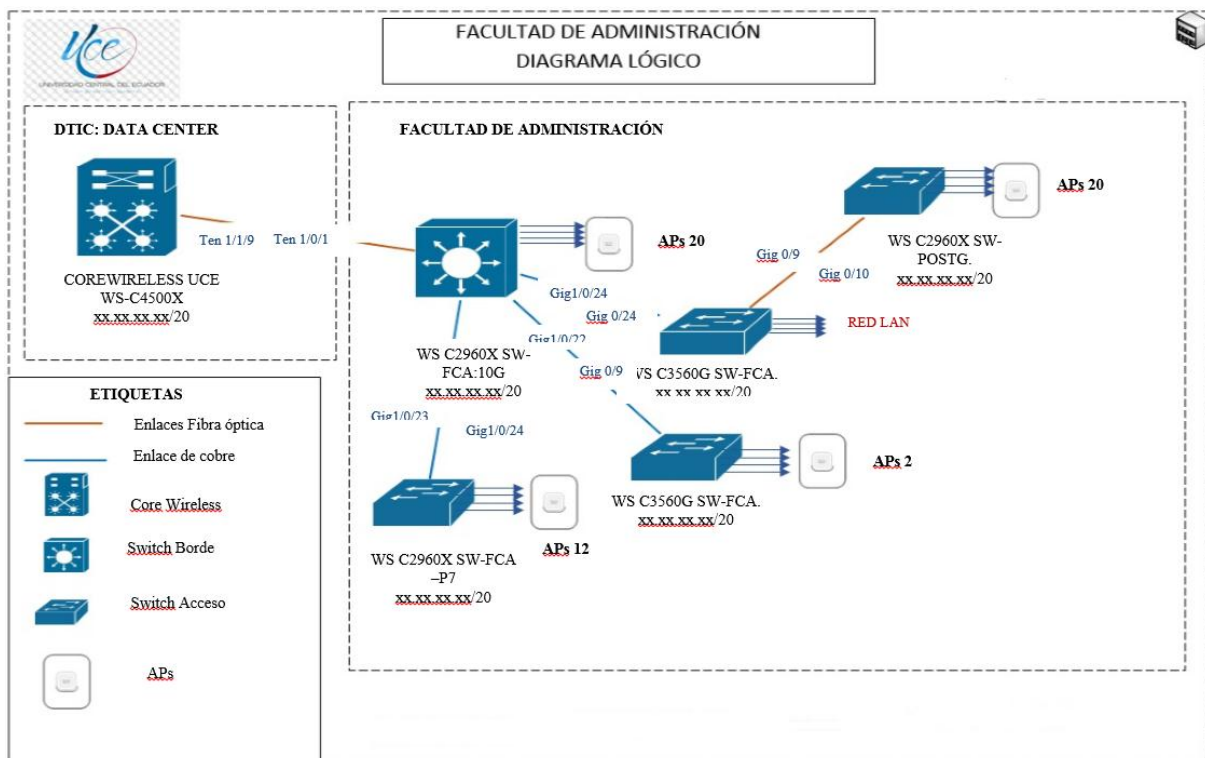 Uce
UNIVERSIDAD CENTRAL DEL ECUADOR
FACULTAD DE ADMINISTRACIÓN
DIAGRAMA LÓGICO
DTIC: DATA CENTER
Ten 1/1/9
COREWIRELESS UCE
WS-C4500X
xx.xx.xx.xx/20
FACULTAD DE ADMINISTRACIÓN
Ten 1/0/1
APs 20
WS C2960X SW-
FCA:10G
xx.xx.xx.xx/20
Gig1/0/24
Gig 0/24
Gig1/0/22
Gig 0/9
APs 20
WS C2960X SW-
POSTG.
xx.xx.xx.xx/20
Gig 0/9
Gig 0/10
RED LAN
WS C3560G SW-FCA.
xx xx xx xx/20
Gig1/0/23
Gig1/0/24
APs 2
WS C3560G SW-FCA.
xx.xx.xx.xx/20
APs 12
WS C2960X SW-FCA
–P7
xx.xx.xx.xx/20
ETIQUETAS
Enlaces Fibra óptica
Enlace de cobre
Core Wireless
Switch Borde
Switch Acceso
APs